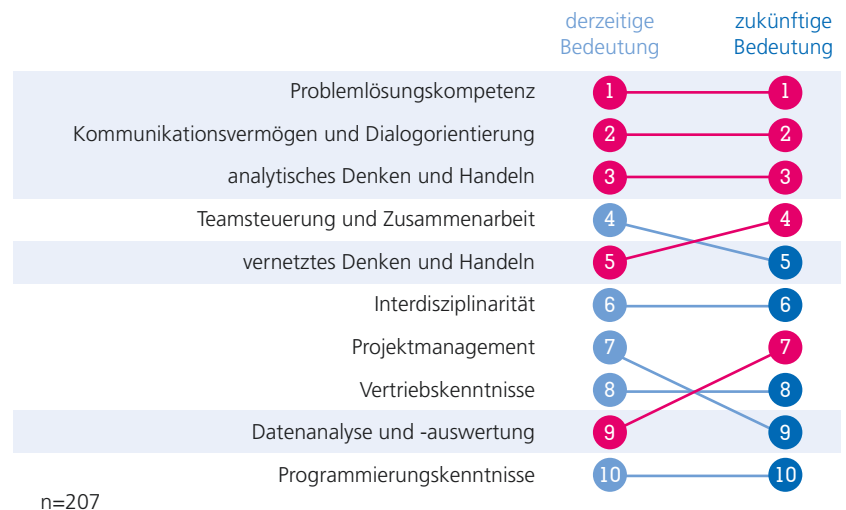 derzeitige Bedeutung
zukünftige Bedeutung
Problemlösungskompetenz 1 1
Kommunikationsvermögen und Dialogorientierung 2 2
analytisches Denken und Handeln 3 3
Teamsteuerung und Zusammenarbeit 4 4
vernetztes Denken und Handeln 5 5
Interdisziplinarität 6 6
Projektmanagement 7 7
Vertriebskenntnisse 8 8
Datenanalyse und -auswertung 9 9
Programmierungskenntnisse 10 10
n=207